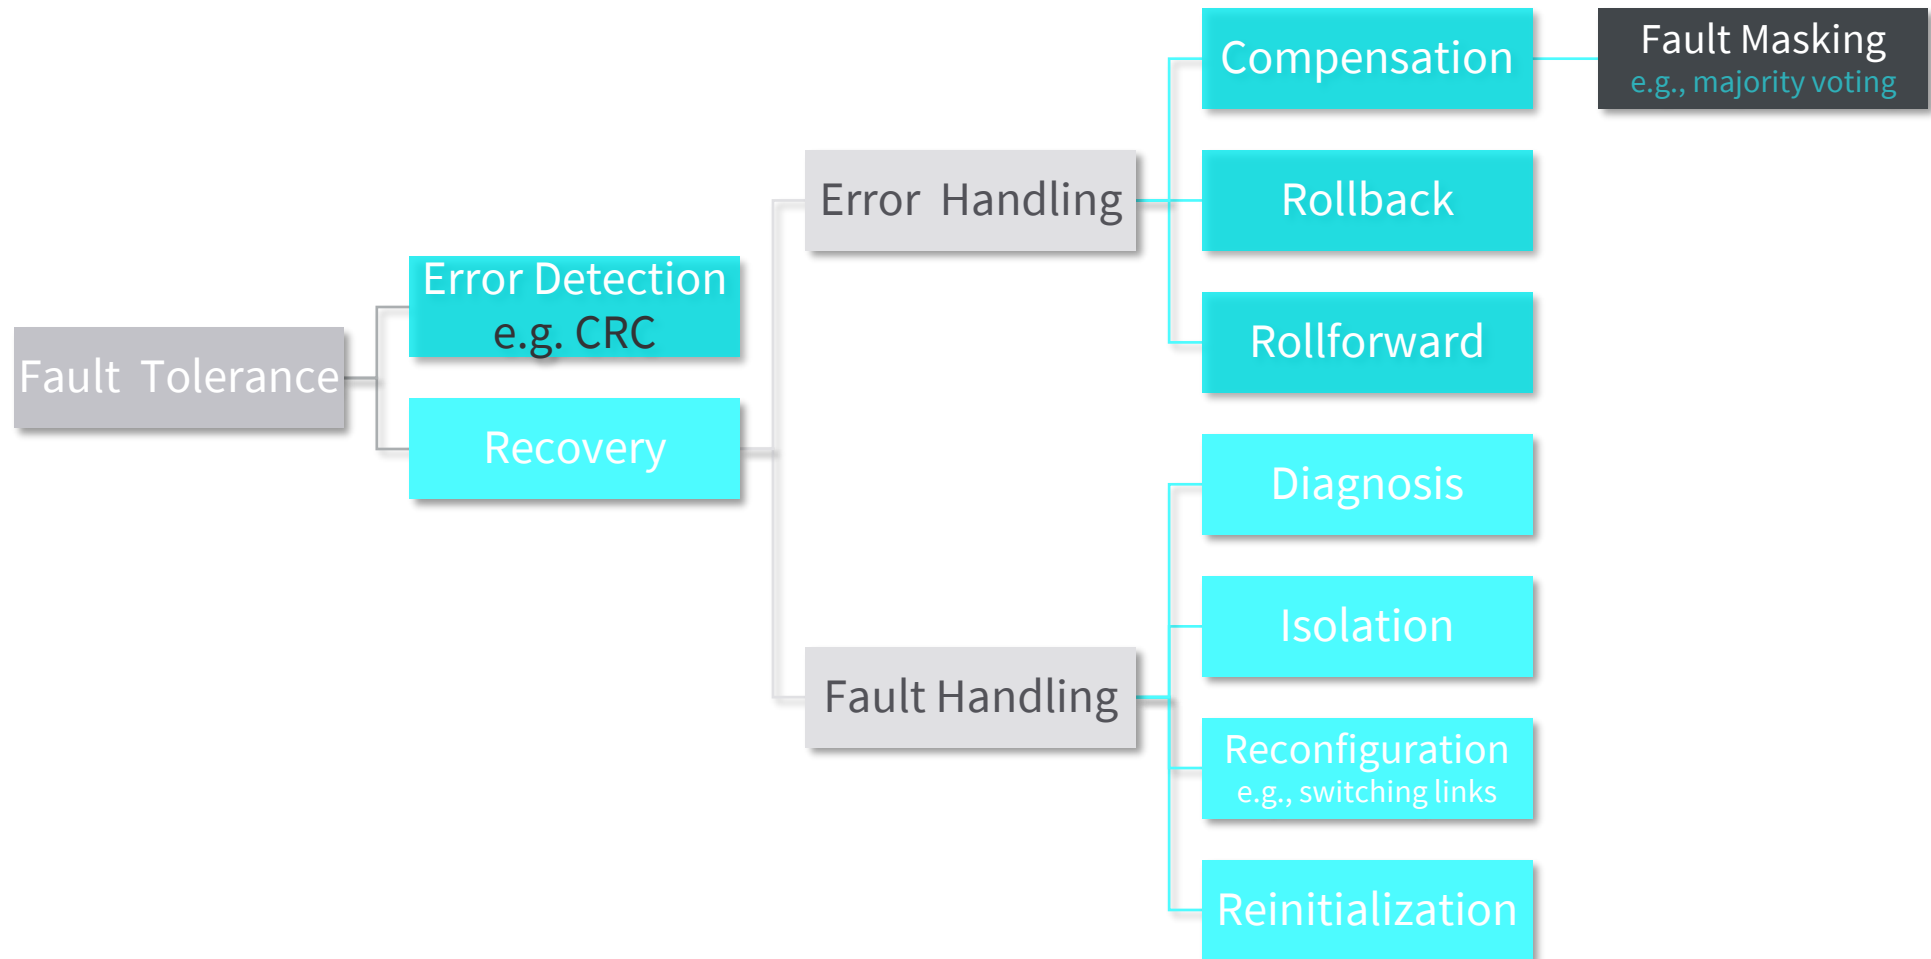 Fault Tolerance
Error Detection
e.g. CRC
Recovery
Error Handling
Fault Handling
Compensation
Rollback
Rollforward
Diagnosis
Isolation
Reconfiguration
e.g., switching links
Reinitialization
Fault Masking
e.g., majority voting